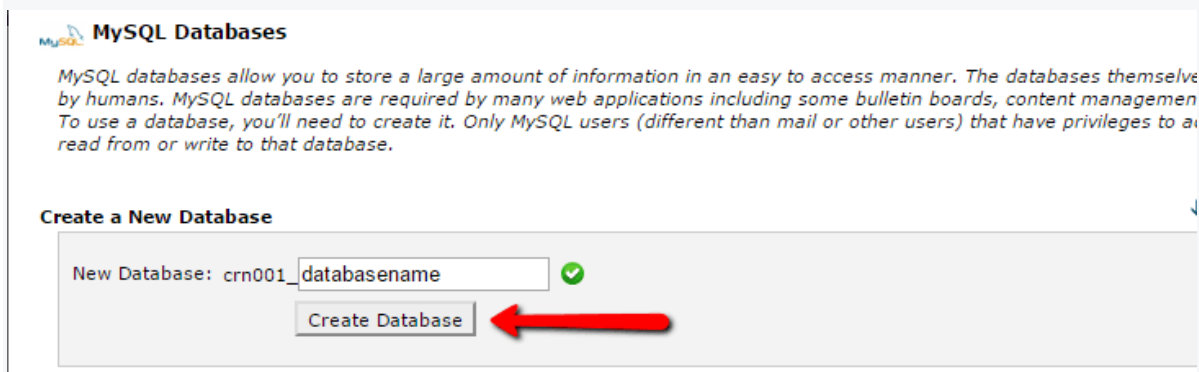 MySQL MySQL Databases
MySQL databases allow you to store a large amount of information in an easy to access manner. The databases themselve
by humans. MySQL databases are required by many web applications including some bulletin boards, content managemen
To use a database, you'll need to create it. Only MySQL users (different than mail or other users) that have privileges to a
read from or write to that database.
Create a New Database
New Database: crn001_databasename
Create Database